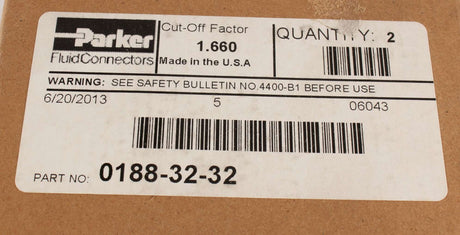 Parker
FluidConnectors
Cut-Off Factor
1.660
Made in the U.S.A
QUANTITY: 2
WARNING: SEE SAFETY BULLETIN NO.4400-B1 BEFORE USE
6/20/2013 5 06043
PART NO: 0188-32-32